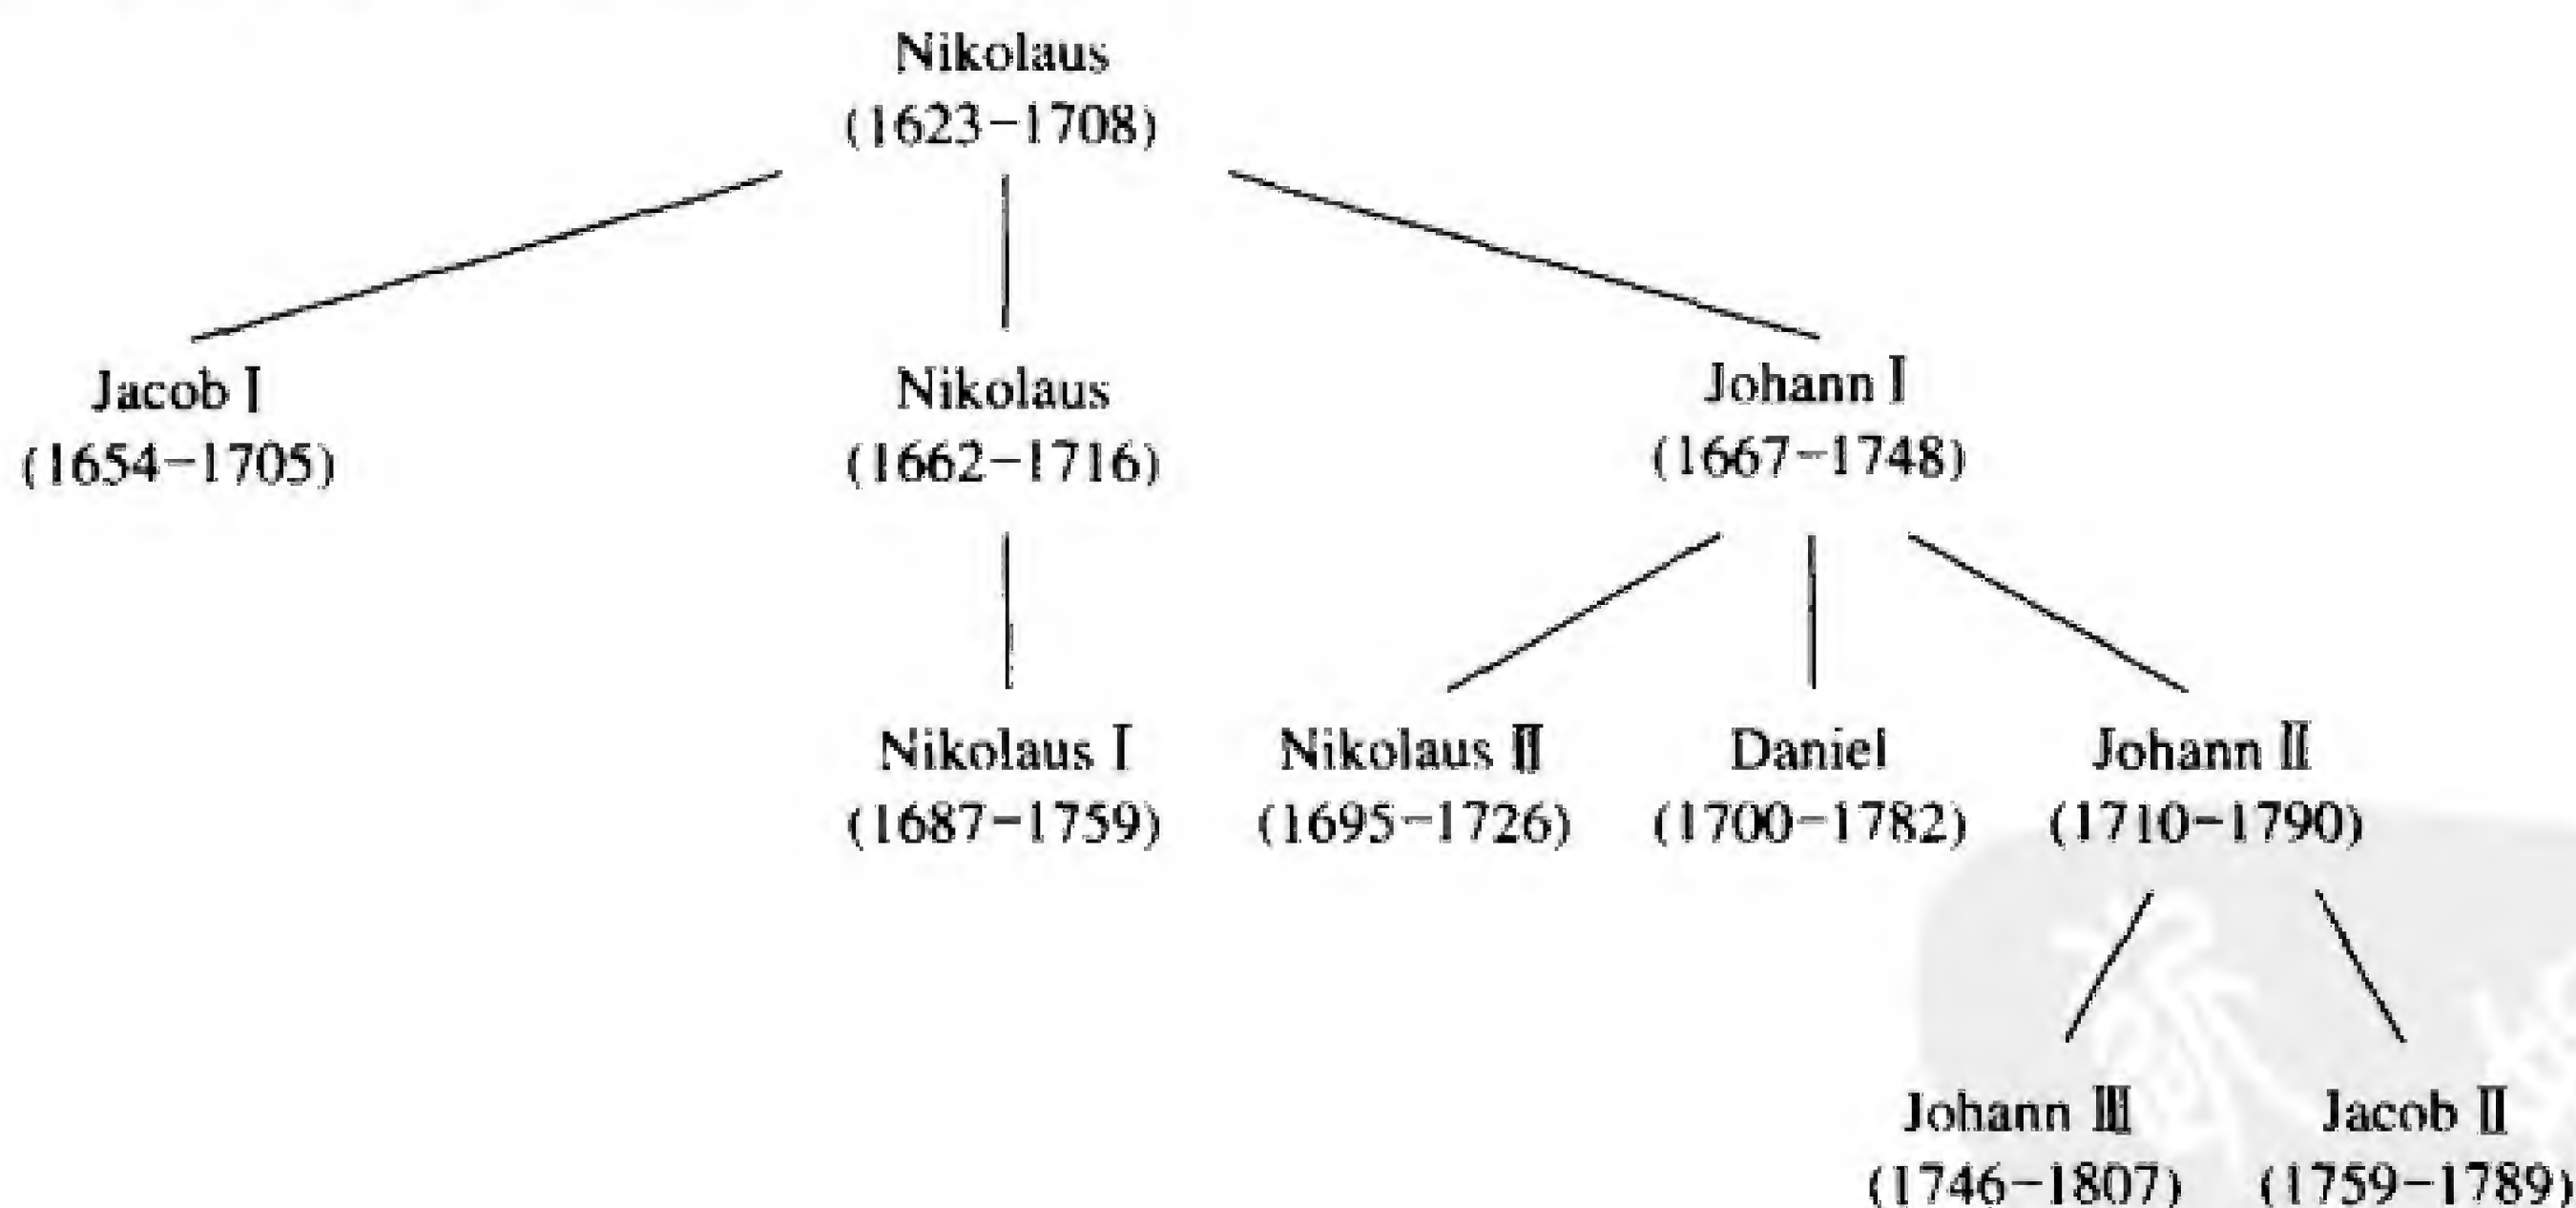 Nikolaus
(1623-1708)
Jacob I
(1654-1705)
Nikolaus
(1662-1716)
Johann I
(1667-1748)
Nikolaus I
(1687-1759)
Nikolaus II
(1695-1726)
Daniel
(1700-1782)
Johann II
(1710-1790)
Johann III
(1746-1807)
Jacob II
(1759-1789)